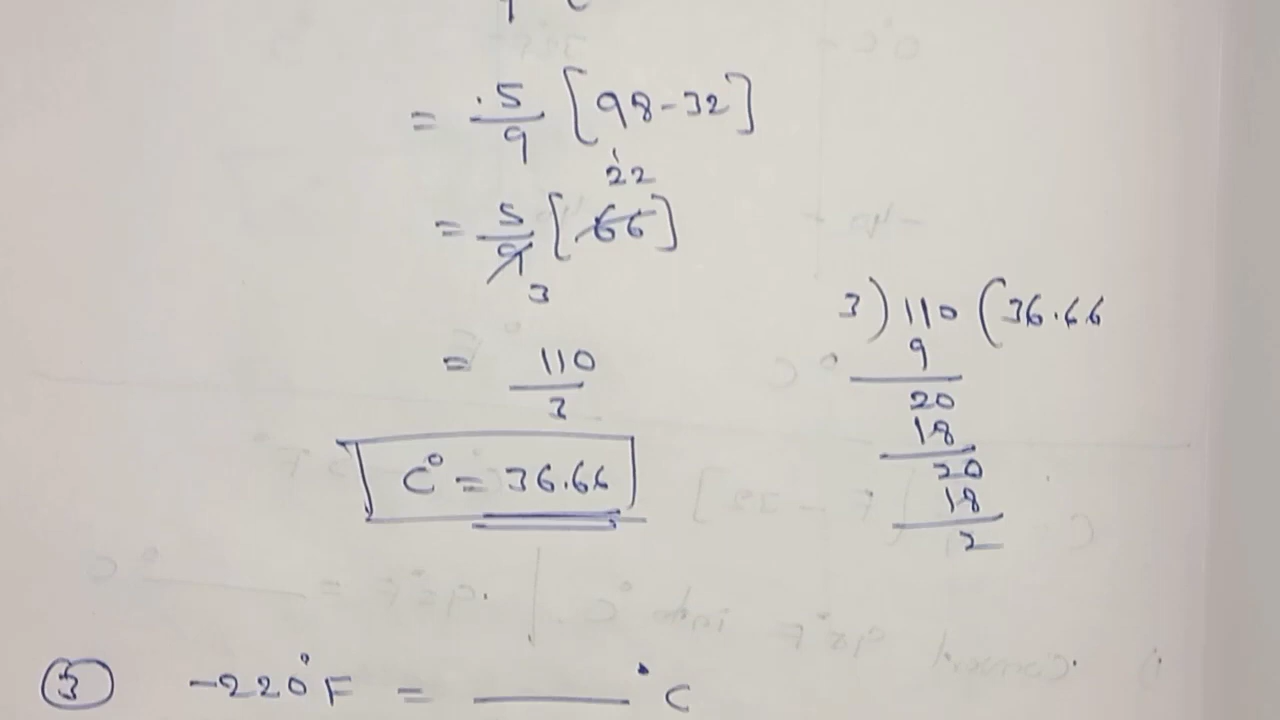 = 5/9 [98-32]
22
= 5/9 [66]
3
= 110/3
C° = 36.66
3 ) 110 ( 36.66
9
20
18
20
18
2
3 -220°F = ______ °C